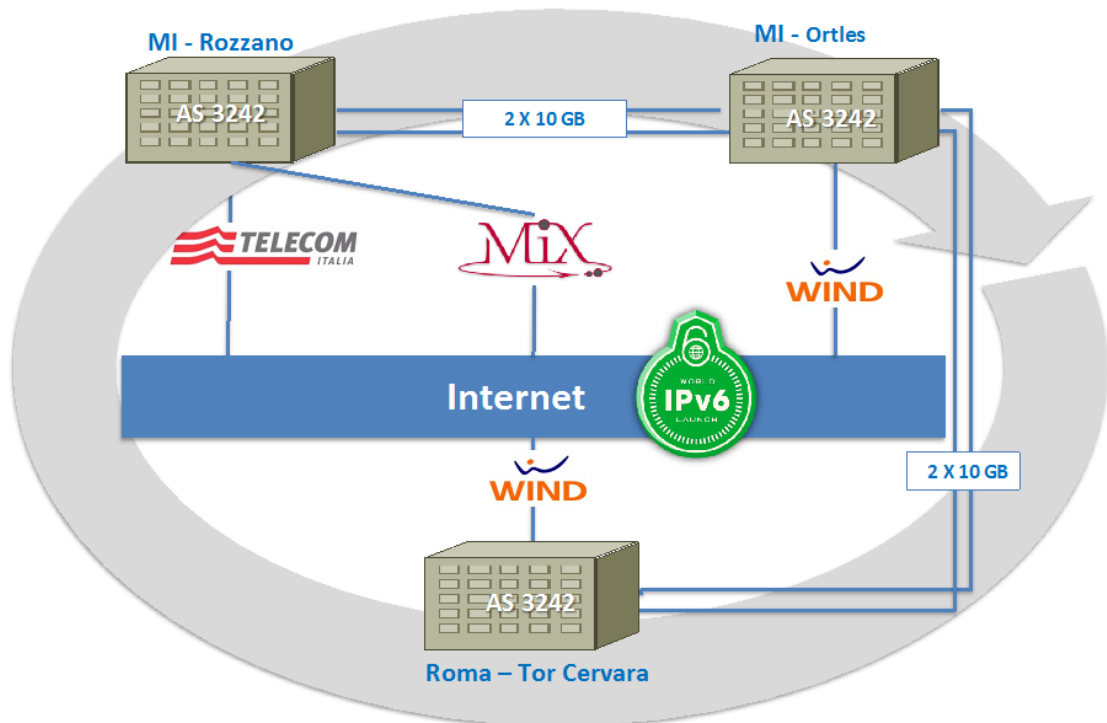 MI - Rozzano
MI - Ortles
AS 3242
2 X 10 GB
AS 3242
TELECOM
ITALIA
MiX
WIND
Internet
6
WORLD
IPv6
LAUNCH
WIND
2 X 10 GB
AS 3242
Roma – Tor Cervara